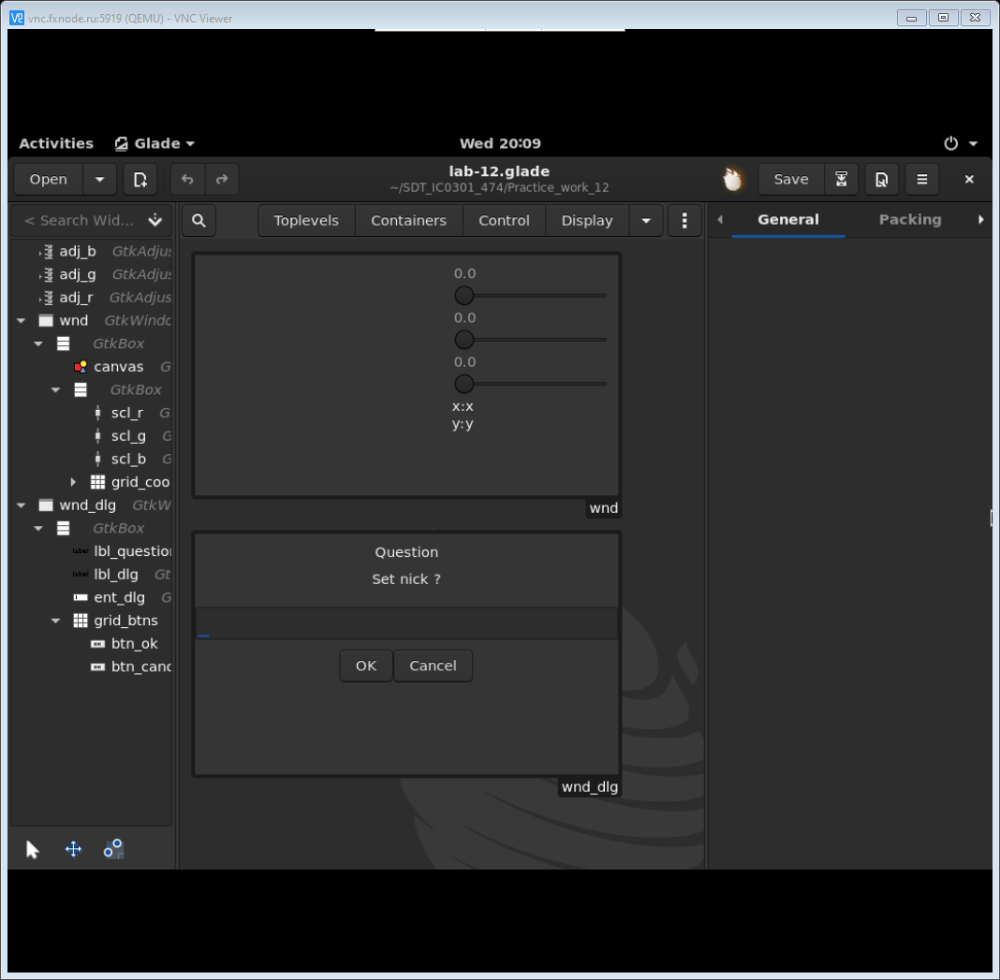 vnc.fxnode.ru:5919 (QEMU) - VNC Viewer
Activities Glade Wed 20:09
Open lab-12.glade Save
~/SDT_IC0301_474/Practice_work_12
< Search Wid... Toplevels Containers Control Display General Packing
adj_b GtkAdjus
adj_g GtkAdjus
adj_r GtkAdjus
wnd GtkWindo
GtkBox
canvas G
GtkBox
scl_r G
scl_g G
scl_b G
grid_coo
wnd_dlg GtkW
GtkBox
label lbl_question
label lbl_dlg Gt
ent_dlg G
grid_btns
btn_ok
btn_canc
0.0
0.0
0.0
x:x
y:y
wnd
Question
Set nick ?
OK Cancel
wnd_dlg